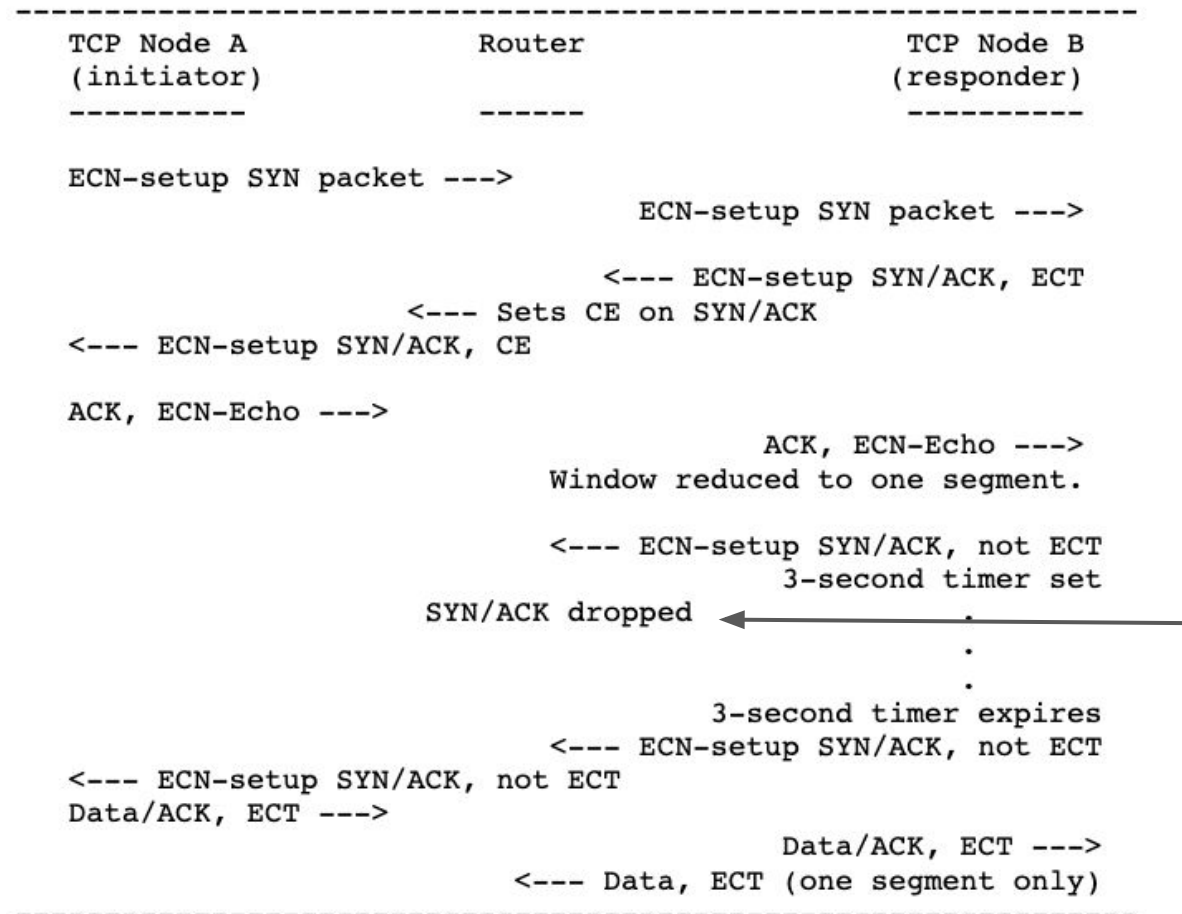 ------------------------------------------------------------
TCP Node A             Router                  TCP Node B
(initiator)                                   (responder)
----------             ------                  ----------
ECN-setup SYN packet --->
ECN-setup SYN packet --->
<--- ECN-setup SYN/ACK, ECT
<--- Sets CE on SYN/ACK
<--- ECN-setup SYN/ACK, CE
ACK, ECN-Echo --->
ACK, ECN-Echo --->
Window reduced to one segment.
<--- ECN-setup SYN/ACK, not ECT
3-second timer set
SYN/ACK dropped                .
.
.
3-second timer expires
<--- ECN-setup SYN/ACK, not ECT
<--- ECN-setup SYN/ACK, not ECT
Data/ACK, ECT --->
Data/ACK, ECT --->
<--- Data, ECT (one segment only)
------------------------------------------------------------